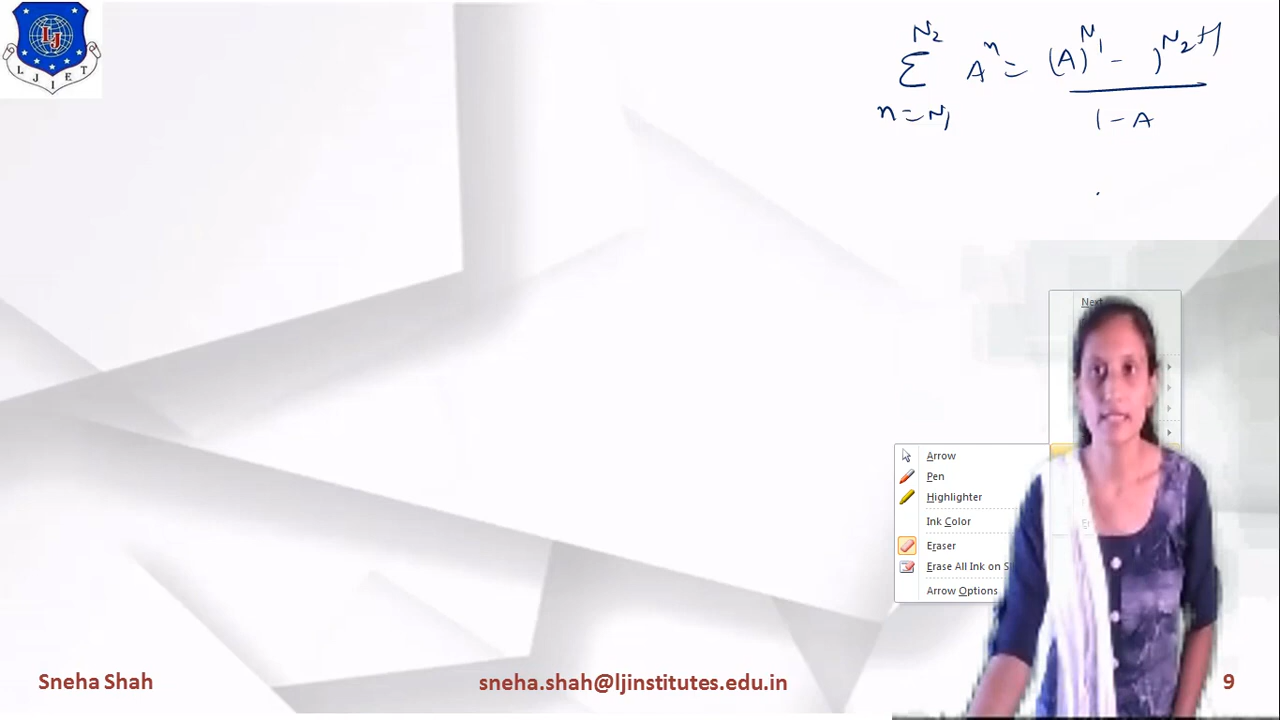 LJIET
N2
Σ A^n = (A)^N1 - )^N2+1
n=N1 1-A
Next
Arrow
Pen
Highlighter
Ink Color
Eraser
Erase All Ink on S
Arrow Options
Sneha Shah sneha.shah@ljinstitutes.edu.in 9